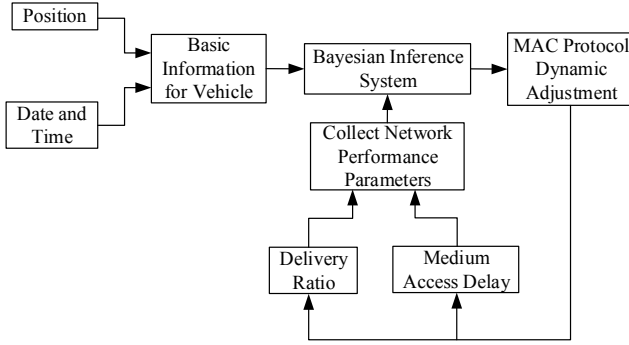 Position
Date and
Time
Basic
Information
for Vehicle
Bayesian Inference
System
MAC Protocol
Dynamic
Adjustment
Collect Network
Performance
Parameters
Delivery
Ratio
Medium
Access Delay